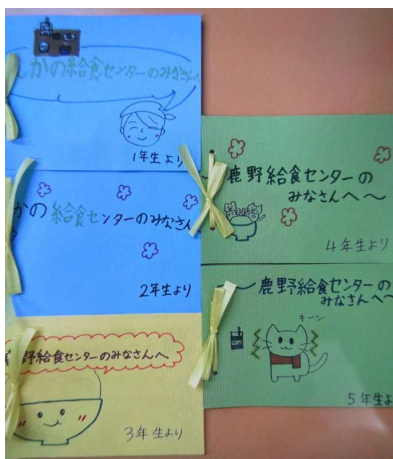 かの給食センターのみなさんへ
1年生より
かの 給食センターのみなさん
2年生より
野給食センターのみなさんへ
3年生より
鹿野給食センターの
みなさんへ〜
4年生より
鹿野給食センターの
みなさんへ〜
キーン
5年生よ